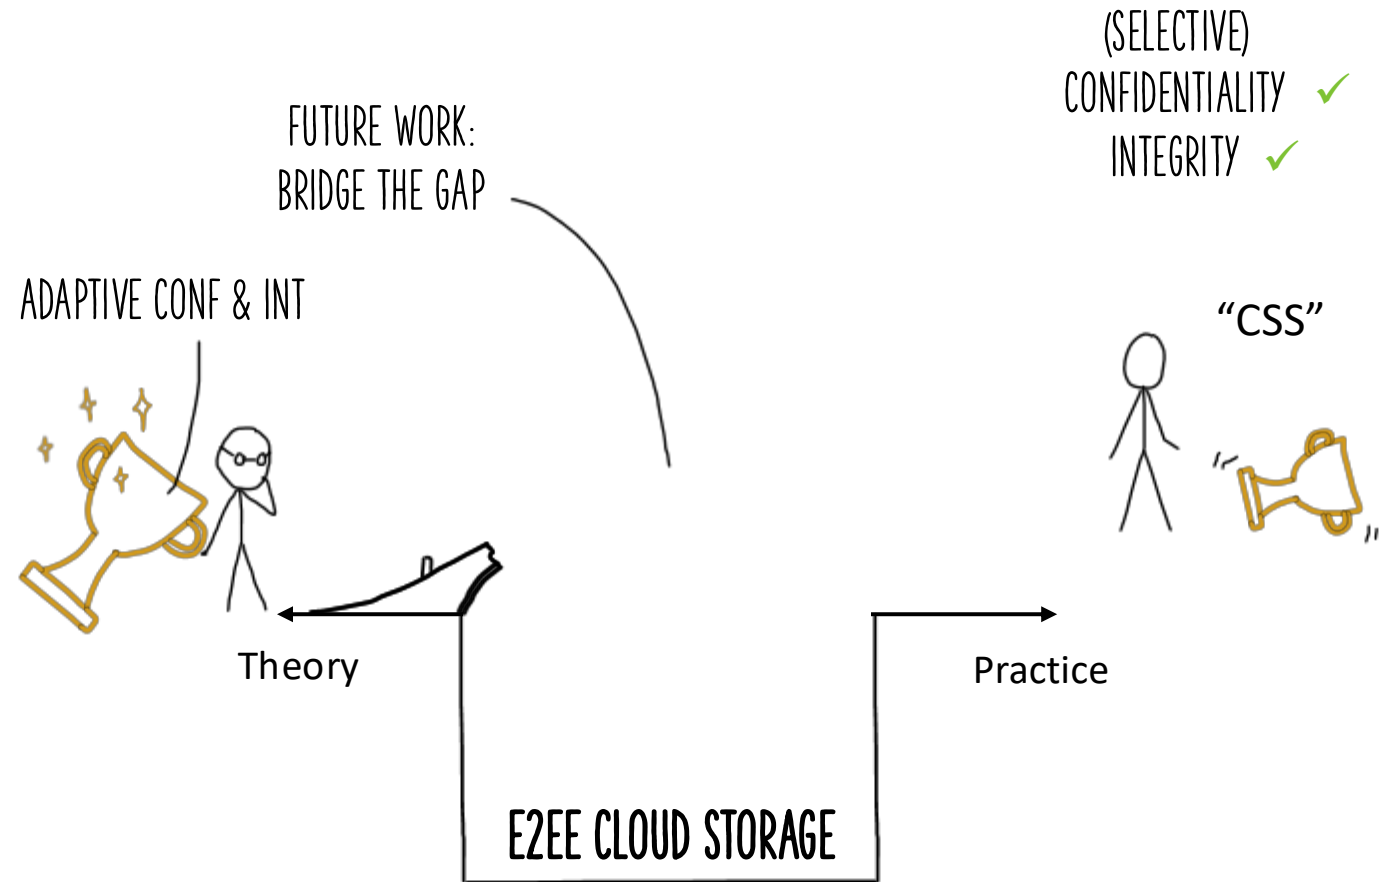 (SELECTIVE)
CONFIDENTIALITY ✓
INTEGRITY ✓
FUTURE WORK:
BRIDGE THE GAP
ADAPTIVE CONF & INT
“CSS”
Theory
Practice
E2EE CLOUD STORAGE